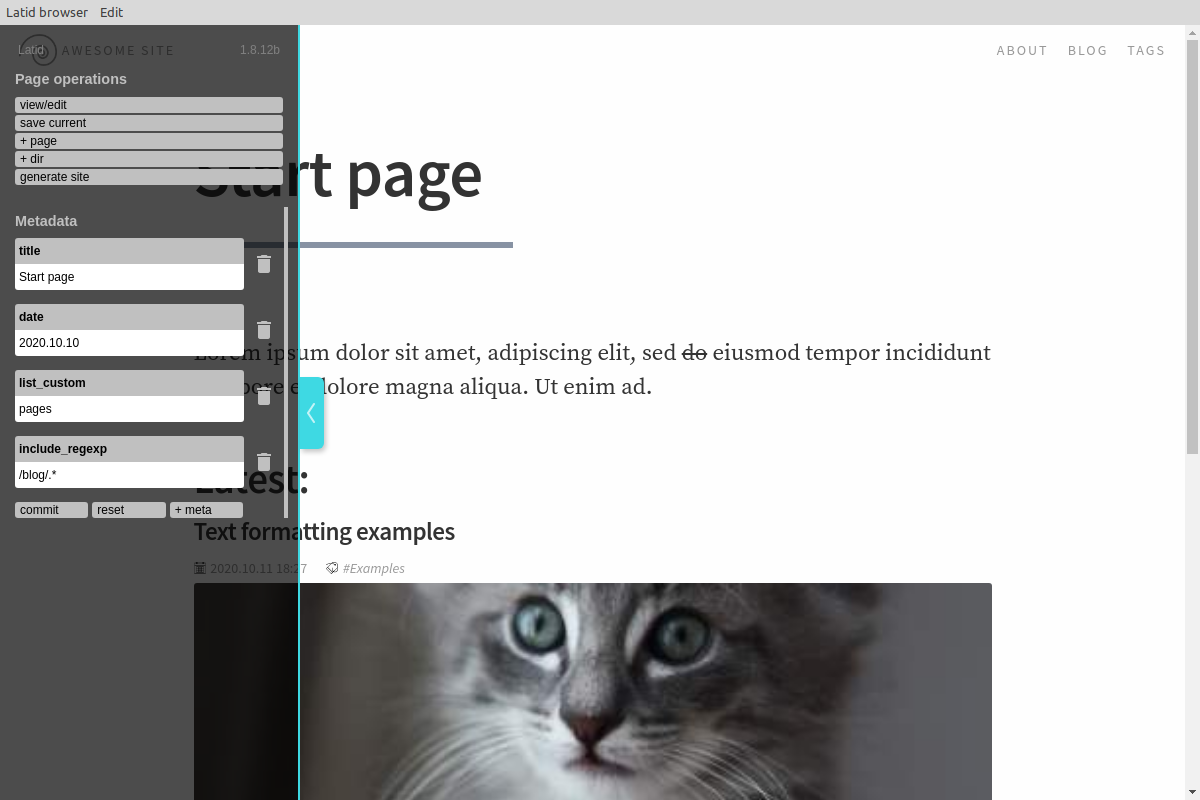 Latid browser Edit
Latid 1.8.12b
AWESOME SITE
ABOUT BLOG TAGS
Page operations
view/edit
save current
+ page
+ dir
generate site
Metadata
title
Start page
date
2020.10.10
list_custom
pages
include_regexp
/blog/.*
commit reset + meta
Start page
Lorem ipsum dolor sit amet, adipiscing elit, sed do eiusmod tempor incididunt
dolore magna aliqua. Ut enim ad.
Latest:
Text formatting examples
2020.10.11 18:27 #Examples